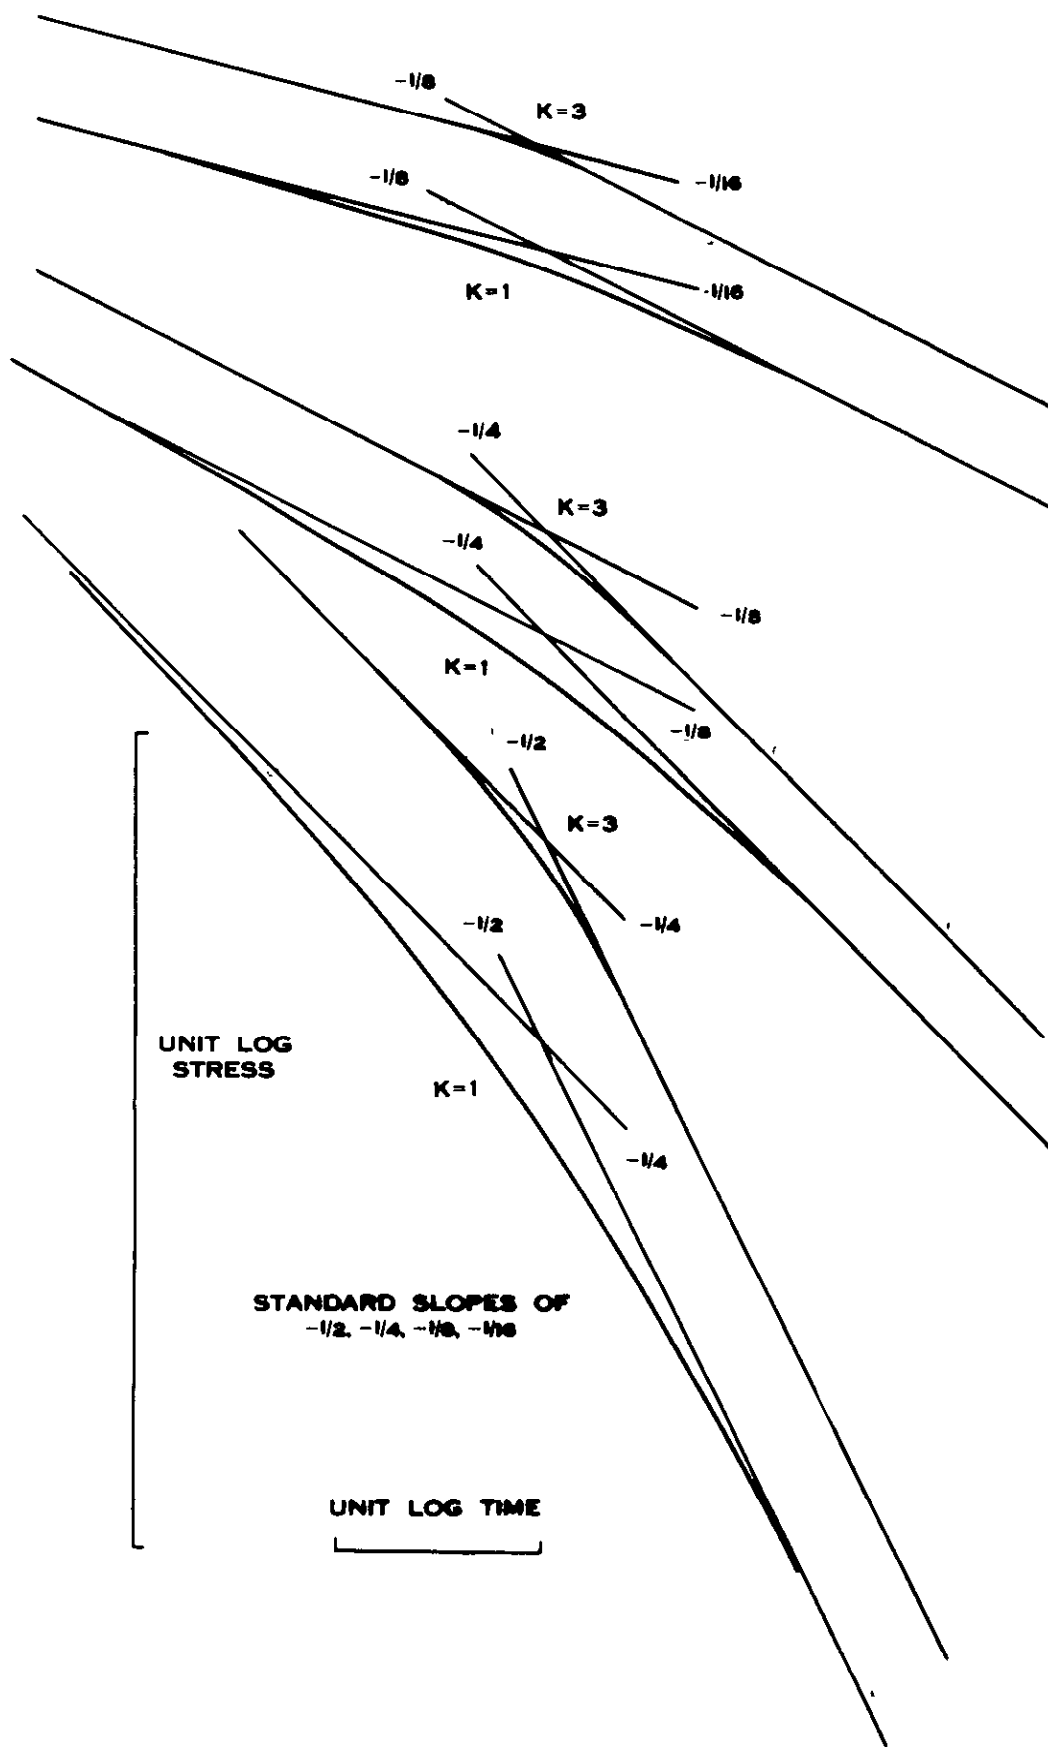 -1/8
K=3
-1/8
-1/16
-1/16
K=1
-1/4
K=3
-1/4
-1/8
K=1
-1/8
-1/2
K=3
-1/2
-1/4
UNIT LOG
STRESS
K=1
-1/4
STANDARD SLOPES OF
-1/2, -1/4, -1/8, -1/16
UNIT LOG TIME